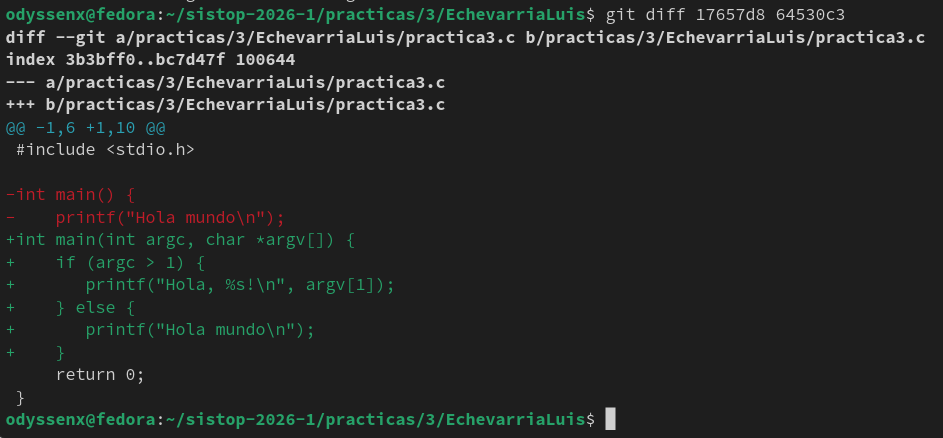 odyssenx@fedora:~/sistop-2026-1/practicas/3/EchevarriaLuis$ git diff 17657d8 64530c3
diff --git a/practicas/3/EchevarriaLuis/practica3.c b/practicas/3/EchevarriaLuis/practica3.c
index 3b3bff0..bc7d47f 100644
--- a/practicas/3/EchevarriaLuis/practica3.c
+++ b/practicas/3/EchevarriaLuis/practica3.c
@@ -1,6 +1,10 @@
 #include <stdio.h>

-int main() {
-    printf("Hola mundo\n");
+int main(int argc, char *argv[]) {
+    if (argc > 1) {
+       printf("Hola, %s!\n", argv[1]);
+    } else {
+       printf("Hola mundo\n");
+    }
     return 0;
 }
odyssenx@fedora:~/sistop-2026-1/practicas/3/EchevarriaLuis$